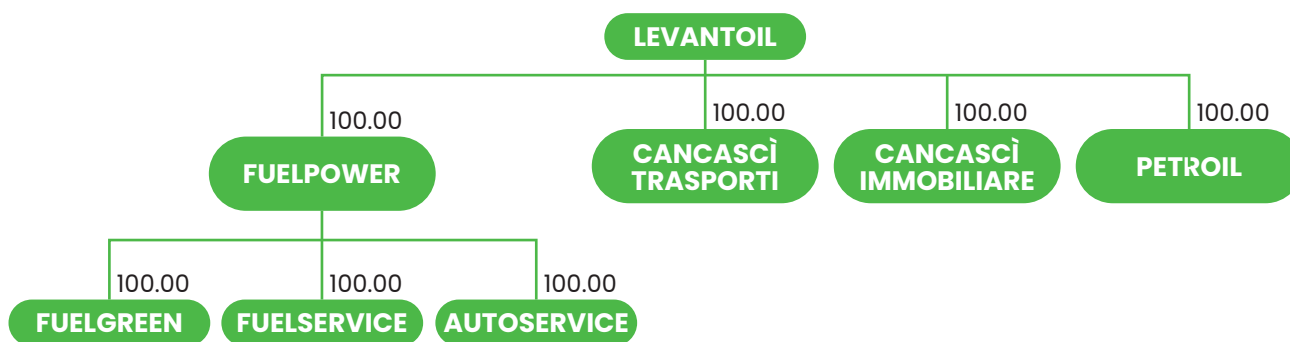 LEVANTOIL
100.00
100.00
100.00
100.00
FUELPOWER
CANCASCÌ
TRASPORTI
CANCASCÌ
IMMOBILIARE
PETROIL
100.00
100.00
100.00
FUELGREEN
FUELSERVICE
AUTOSERVICE